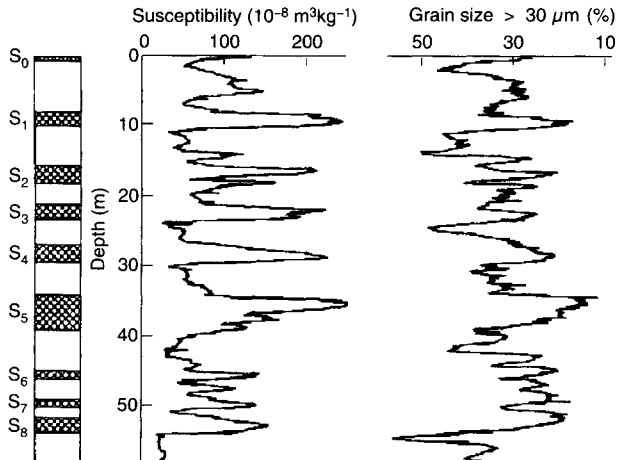 Susceptibility (10⁻⁸ m³kg⁻¹)
Grain size > 30 µm (%)
0 100 200
50 30 10
S₀
S₁
S₂
S₃
S₄
S₅
S₆
S₇
S₈
Depth (m)
0
10
20
30
40
50